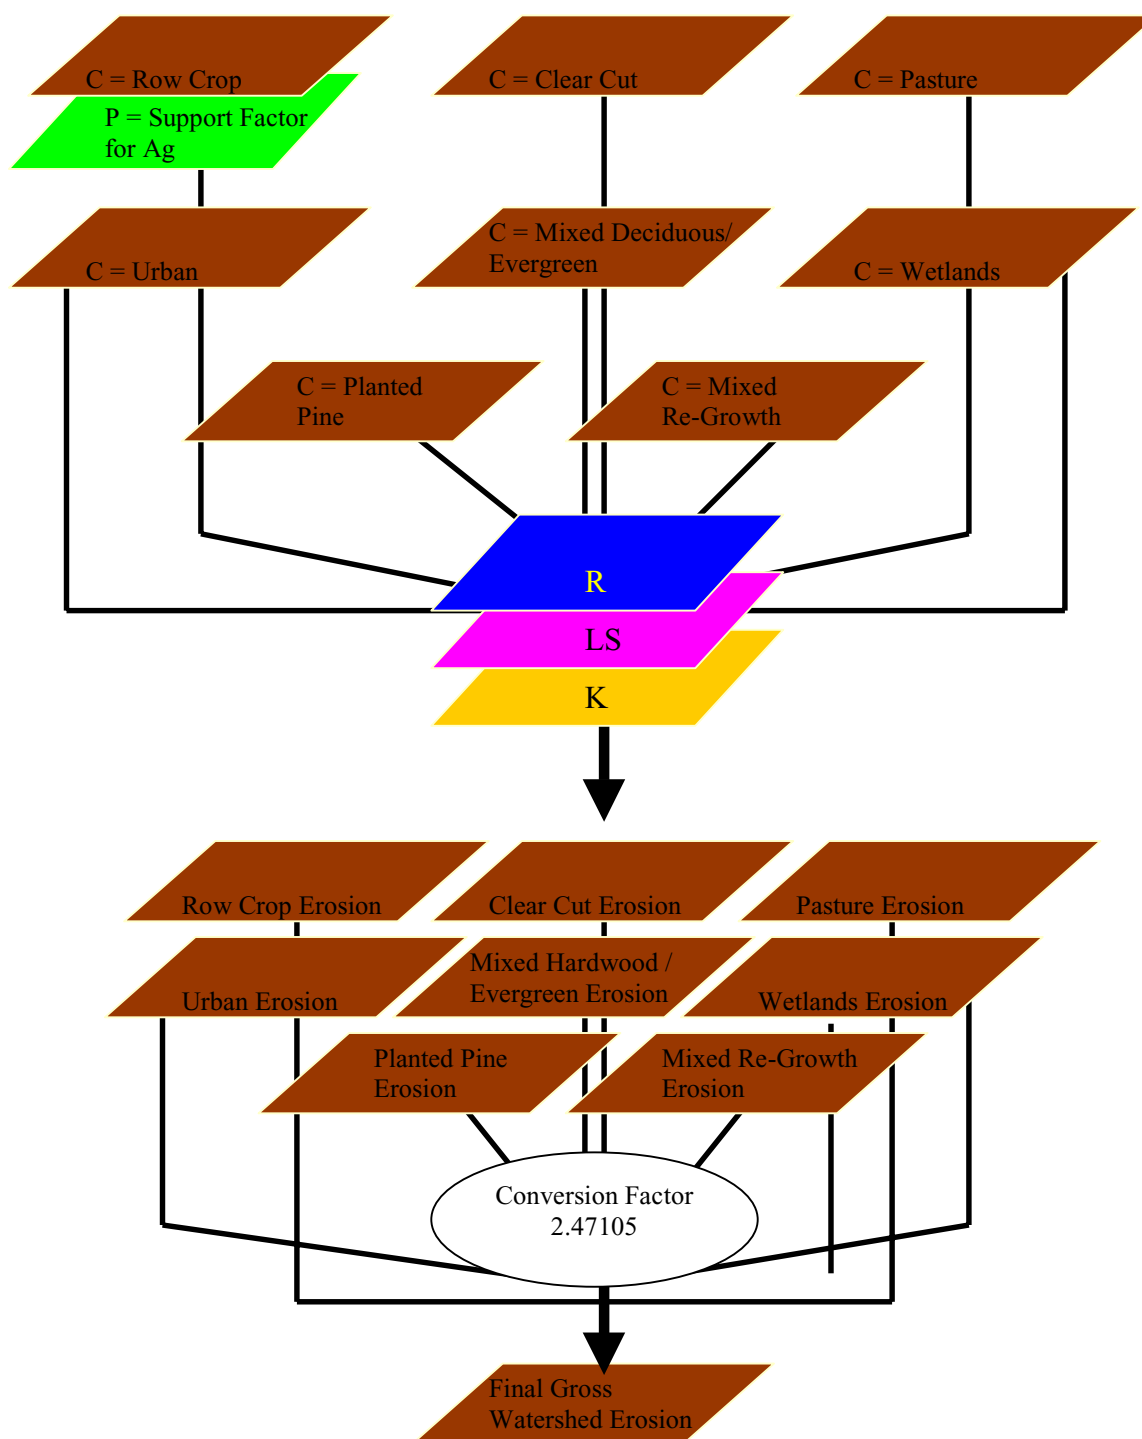 C = Row Crop
C = Clear Cut
C = Pasture
P = Support Factor
for Ag
C = Urban
C = Mixed Deciduous/
Evergreen
C = Wetlands
C = Planted
Pine
C = Mixed
Re-Growth
R
LS
K
Row Crop Erosion
Clear Cut Erosion
Pasture Erosion
Urban Erosion
Mixed Hardwood /
Evergreen Erosion
Wetlands Erosion
Planted Pine
Erosion
Mixed Re-Growth
Erosion
Conversion Factor
2.47105
Final Gross
Watershed Erosion